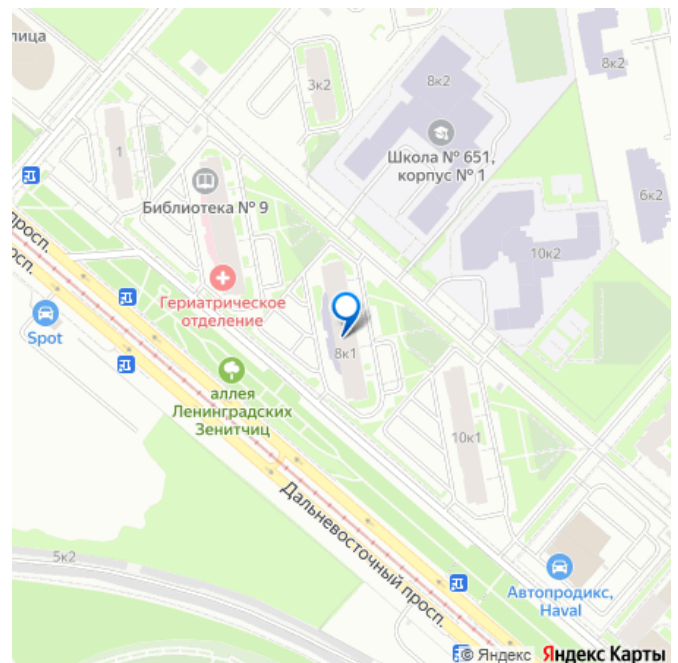 лица
3к2
8к2
8к2
1
Школа № 651,
корпус № 1
6к2
Библиотека № 9
10к2
просп.
осп.
Гериатрическое
отделение
Spot
8к1
аллея
Ленинградских
Зенитчиц
10к1
Дальневосточный просп.
5к2
Автопродикс,
Haval
© Яндекс Яндекс Карты